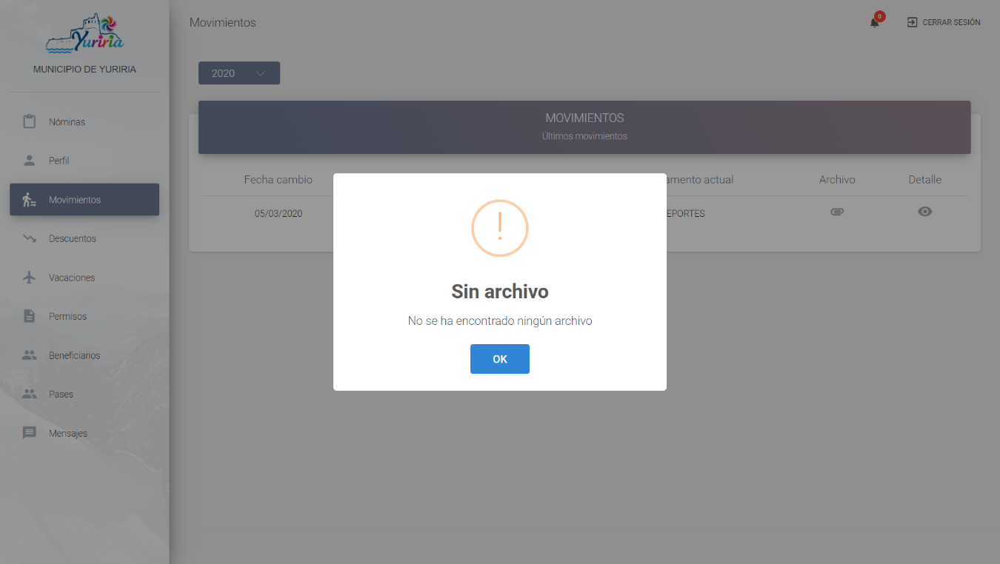 Yuriria
MUNICIPIO DE YURIRIA
Nóminas
Perfil
Movimientos
Descuentos
Vacaciones
Permisos
Beneficiarios
Pases
Mensajes
Movimientos
0
CERRAR SESIÓN
2020
MOVIMIENTOS
Últimos movimientos
Fecha cambio amento actual Archivo Detalle
05/03/2020 EPORTES
!
Sin archivo
No se ha encontrado ningún archivo
OK